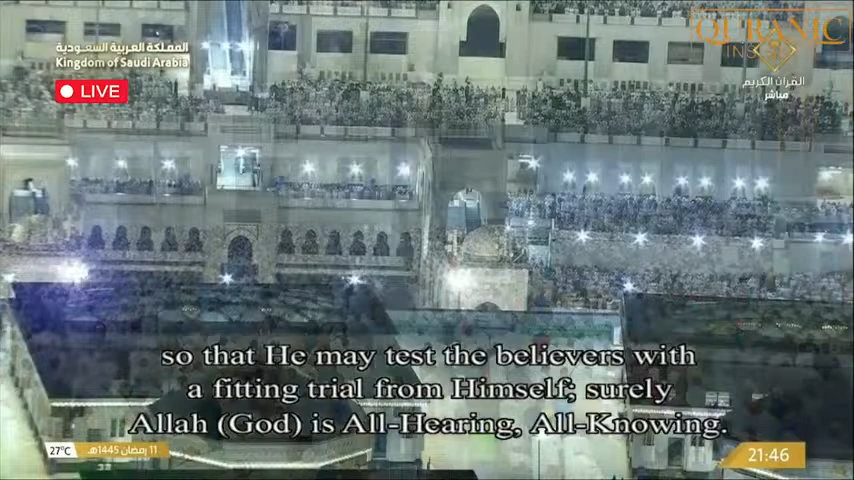 المملكة العربية السعودية
Kingdom of Saudi Arabia
LIVE
QURANIC
القرآن الكريم
مباشر
so that He may test the believers with
a fitting trial from Himself; surely
Allah (God) is All-Hearing, All-Knowing.
27°C
11 رمضان 1445هـ
21:46